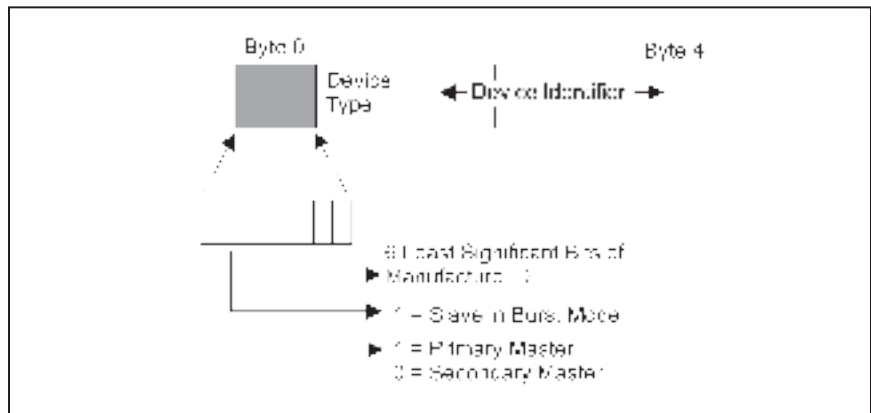 Byte 0
Byte 4
Device
Type
Device Identifier
6 Least Significant Bits of
Manufacturer
1 = Slave in Burst Mode
1 = Primary Master
0 = Secondary Master